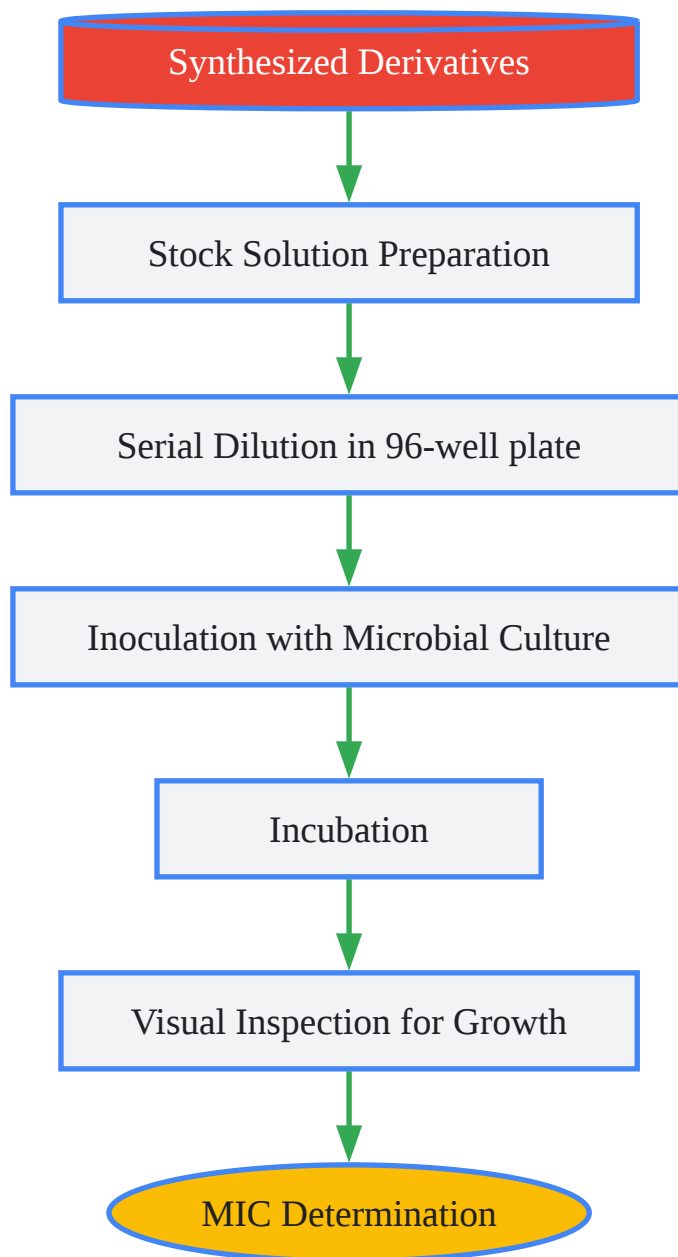 Synthesized Derivatives
Stock Solution Preparation
Serial Dilution in 96-well plate
Inoculation with Microbial Culture
Incubation
Visual Inspection for Growth
MIC Determination